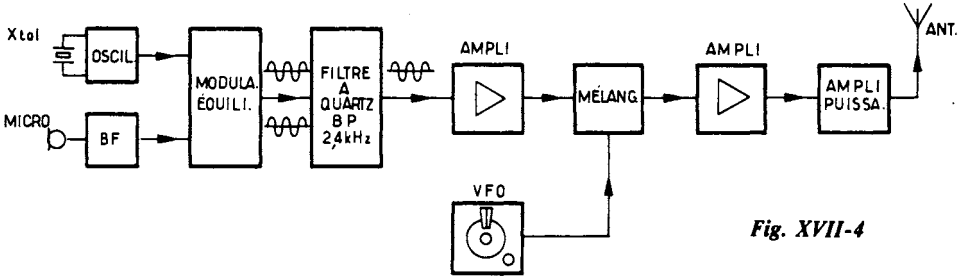 Xtal
OSCIL.
MICRO
BF
MODULA.
ÉQUILI.
FILTRE
A
QUARTZ
BP
2,4kHz
AMPLI
MÉLANG.
VFO
AMPLI
AMPLI
PUISSA.
ANT.
Fig. XVII-4